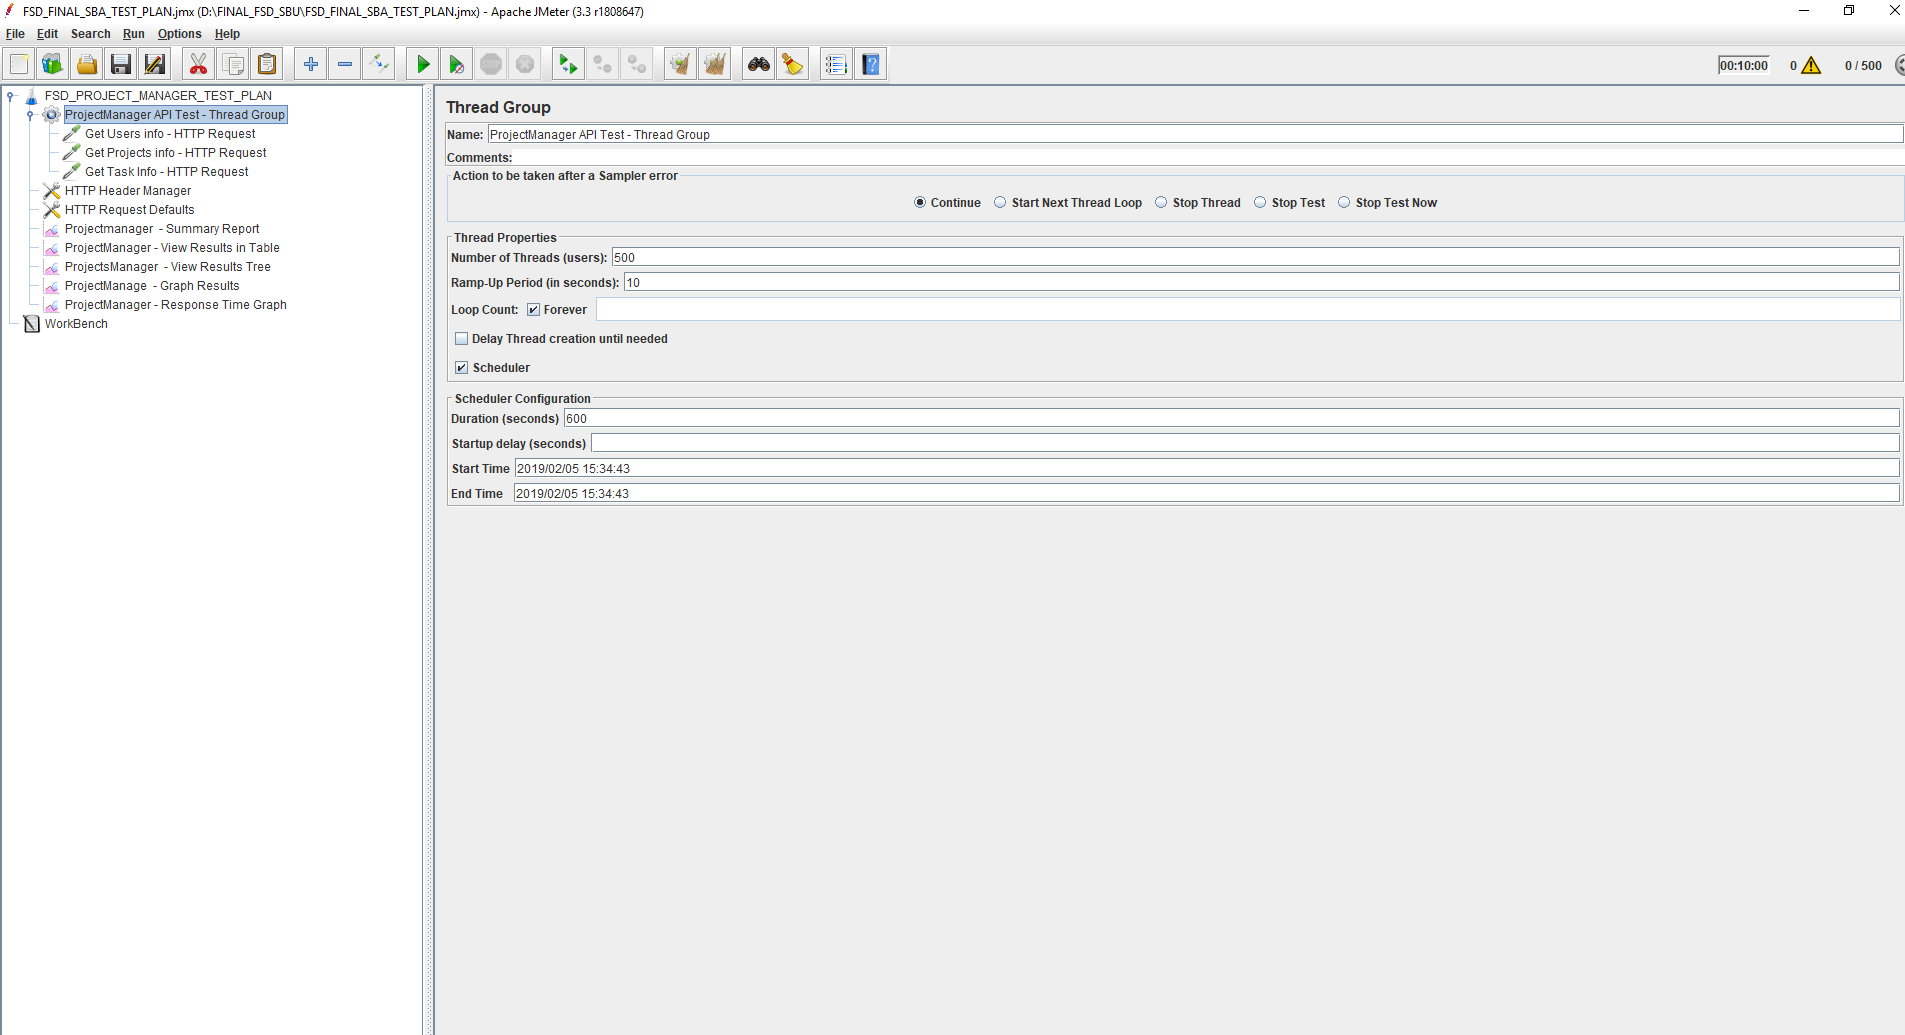 FSD_FINAL_SBA_TEST_PLAN.jmx (D:\FINAL_FSD_SBU\FSD_FINAL_SBA_TEST_PLAN.jmx) - Apache JMeter (3.3 r1808647)
File Edit Search Run Options Help
STOP
00:10:00 0 0 / 500
FSD_PROJECT_MANAGER_TEST_PLAN
ProjectManager API Test - Thread Group
Get Users info - HTTP Request
Get Projects info - HTTP Request
Get Task Info - HTTP Request
HTTP Header Manager
HTTP Request Defaults
Projectmanager  - Summary Report
ProjectManager - View Results in Table
ProjectsManager  - View Results Tree
ProjectManage  - Graph Results
ProjectManager - Response Time Graph
WorkBench
Thread Group
Name: ProjectManager API Test - Thread Group
Comments:
Action to be taken after a Sampler error
Continue Start Next Thread Loop Stop Thread Stop Test Stop Test Now
Thread Properties
Number of Threads (users): 500
Ramp-Up Period (in seconds): 10
Loop Count: Forever
Delay Thread creation until needed
Scheduler
Scheduler Configuration
Duration (seconds) 600
Startup delay (seconds)
Start Time 2019/02/05 15:34:43
End Time 2019/02/05 15:34:43